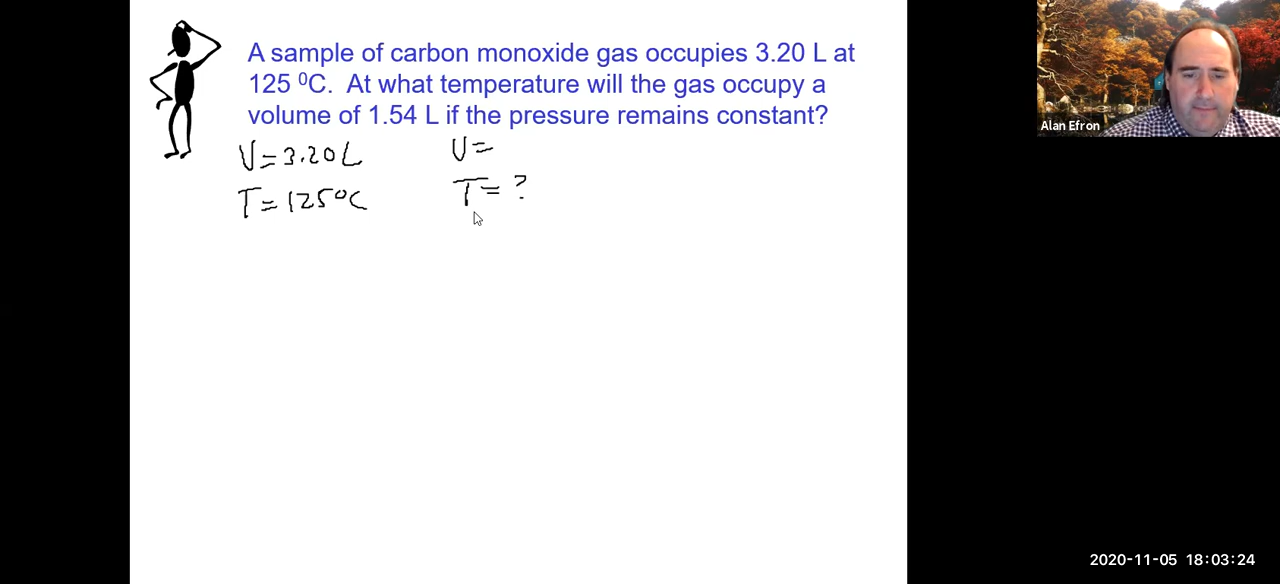 A sample of carbon monoxide gas occupies 3.20 L at
125 ⁰C. At what temperature will the gas occupy a
volume of 1.54 L if the pressure remains constant?
V=3.20L
V=
T=125°C
T=?
Alan Efron
2020-11-05 18:03:24